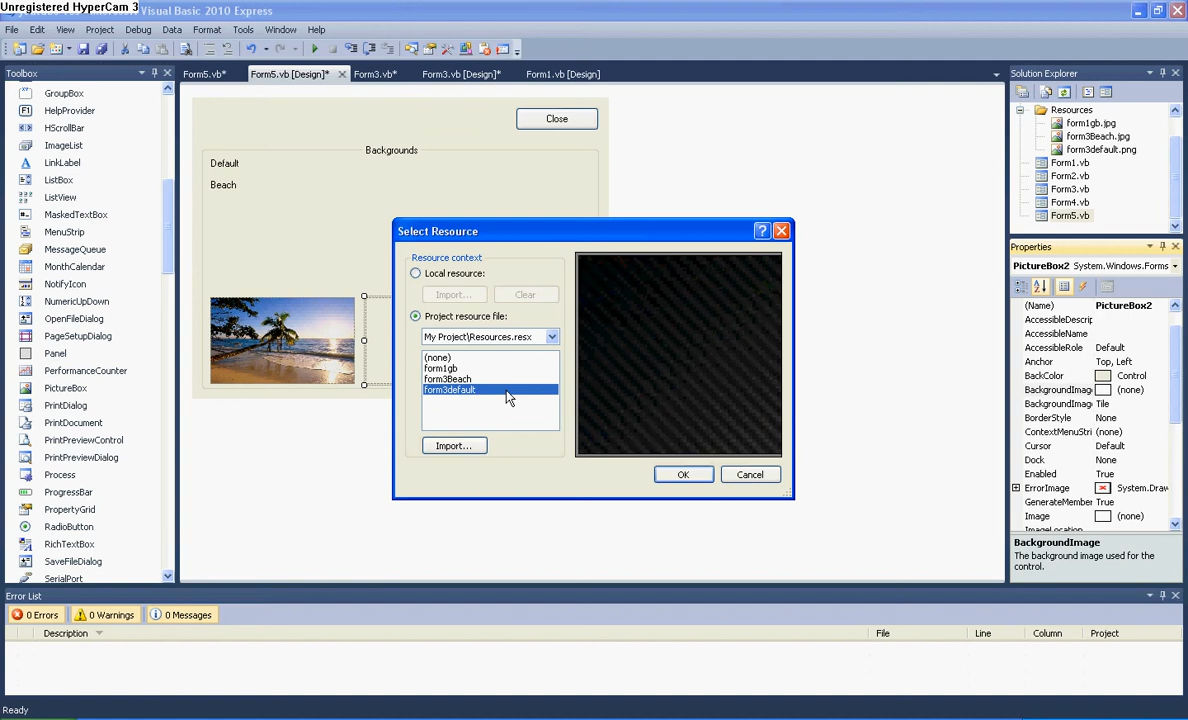 Unregistered HyperCam 3
Microsoft Visual Basic 2010 Express
File Edit View Project Debug Data Format Tools Window Help
Toolbox
Form5.vb* Form5.vb [Design]* Form3.vb* Form3.vb [Design]* Form1.vb [Design]
Solution Explorer
GroupBox
HelpProvider
HScrollBar
ImageList
LinkLabel
ListBox
ListView
MaskedTextBox
MenuStrip
MessageQueue
MonthCalendar
NotifyIcon
NumericUpDown
OpenFileDialog
PageSetupDialog
Panel
PerformanceCounter
PictureBox
PrintDialog
PrintDocument
PrintPreviewControl
PrintPreviewDialog
Process
ProgressBar
PropertyGrid
RadioButton
RichTextBox
SaveFileDialog
SerialPort
Close
Backgrounds
Default
Beach
Select Resource
Resource context
Local resource:
Import... Clear
Project resource file:
My Project\Resources.resx
(none)
form1gb
form3Beach
form3default
Import...
OK Cancel
Resources
form1gb.jpg
form3Beach.jpg
form3default.png
Form1.vb
Form2.vb
Form3.vb
Form4.vb
Form5.vb
Properties
PictureBox2 System.Windows.Forms
(Name) PictureBox2
AccessibleDescrip
AccessibleName
AccessibleRole Default
Anchor Top, Left
BackColor Control
BackgroundImag (none)
BackgroundImag Tile
BorderStyle None
ContextMenuStri (none)
Cursor Default
Dock None
Enabled True
ErrorImage System.Draw
GenerateMember True
Image (none)
ImageLocation
BackgroundImage
The background image used for the
control.
Error List
0 Errors 0 Warnings 0 Messages
Description File Line Column Project
Ready